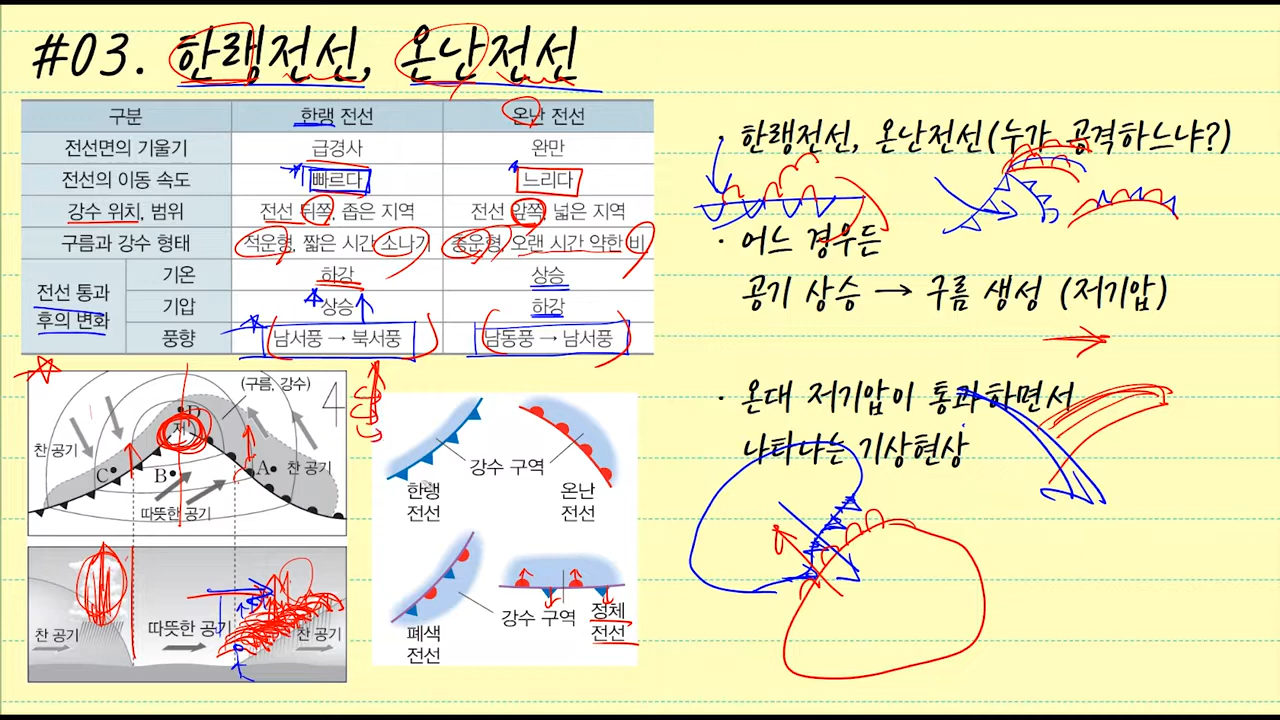 #03. 한랭전선, 온난전선
구분 한랭 전선 온난 전선
전선면의 기울기 급경사 완만
전선의 이동 속도 빠르다 느리다
강수 위치, 범위 전선 뒤쪽, 좁은 지역 전선 앞쪽, 넓은 지역
구름과 강수 형태 적운형, 짧은 시간 소나기 층운형, 오랜 시간 약한 비
전선 통과 후의 변화
기온 하강 상승
기압 상승 하강
풍향 남서풍 → 북서풍 남동풍 → 남서풍
· 한랭전선, 온난전선(누가 공격하느냐?)
· 어느 경우든
공기 상승 → 구름 생성 (저기압)
· 온대 저기압이 통과하면서
나타나는 기상현상
(구름, 강수)
D
저
찬 공기
C
B
A
찬 공기
따뜻한 공기
찬 공기
따뜻한 공기
찬 공기
강수 구역
한랭
전선
온난
전선
강수 구역
폐색
전선
정체
전선